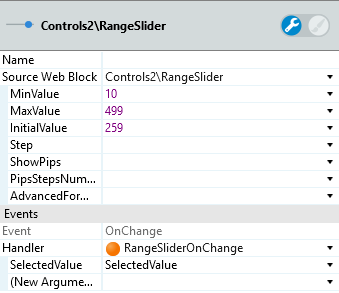 Controls2\RangeSlider
Name
Source Web Block Controls2\RangeSlider
MinValue 10
MaxValue 499
InitialValue 259
Step
ShowPips
PipsStepsNum...
AdvancedFor...
Events
Event OnChange
Handler RangeSliderOnChange
SelectedValue SelectedValue
(New Argume...